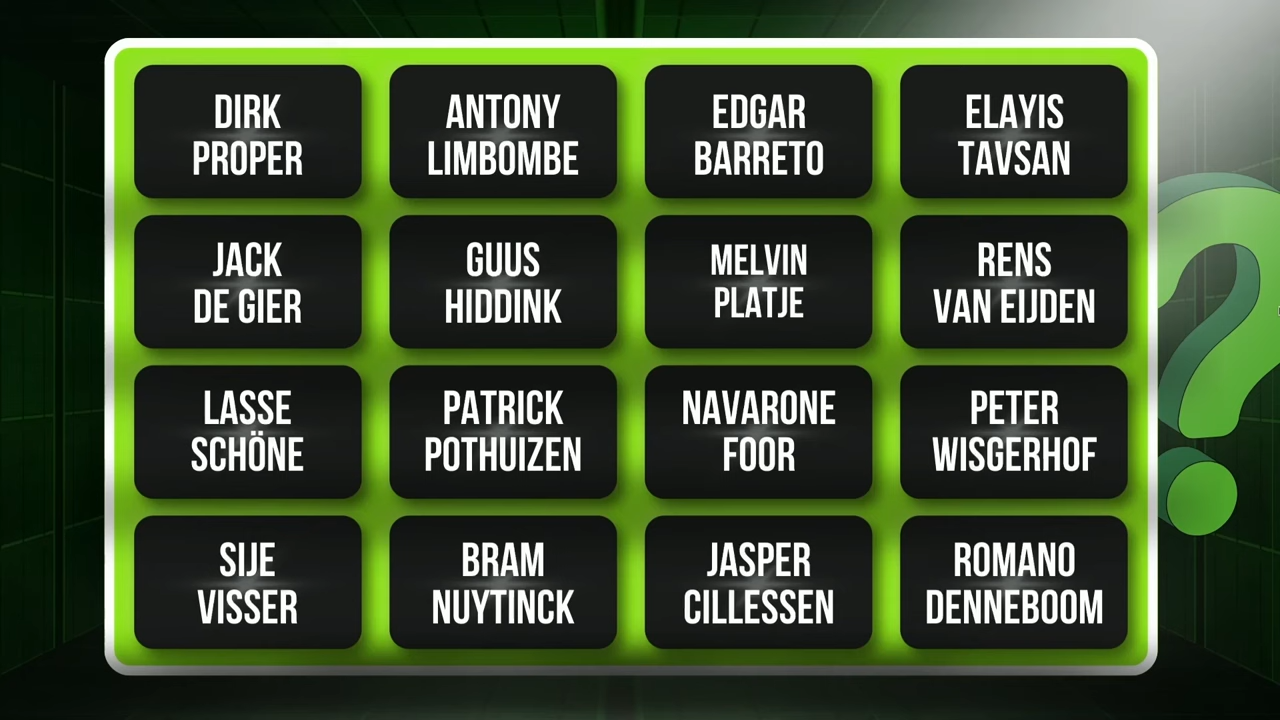 DIRK
PROPER
ANTONY
LIMBOMBE
EDGAR
BARRETO
ELAYIS
TAVSAN
JACK
DE GIER
GUUS
HIDDINK
MELVIN
PLATJE
RENS
VAN EIJDEN
LASSE
SCHÖNE
PATRICK
POTHUIZEN
NAVARONE
FOOR
PETER
WISGERHOF
SIJE
VISSER
BRAM
NUYTINCK
JASPER
CILLESSEN
ROMANO
DENNEBOOM